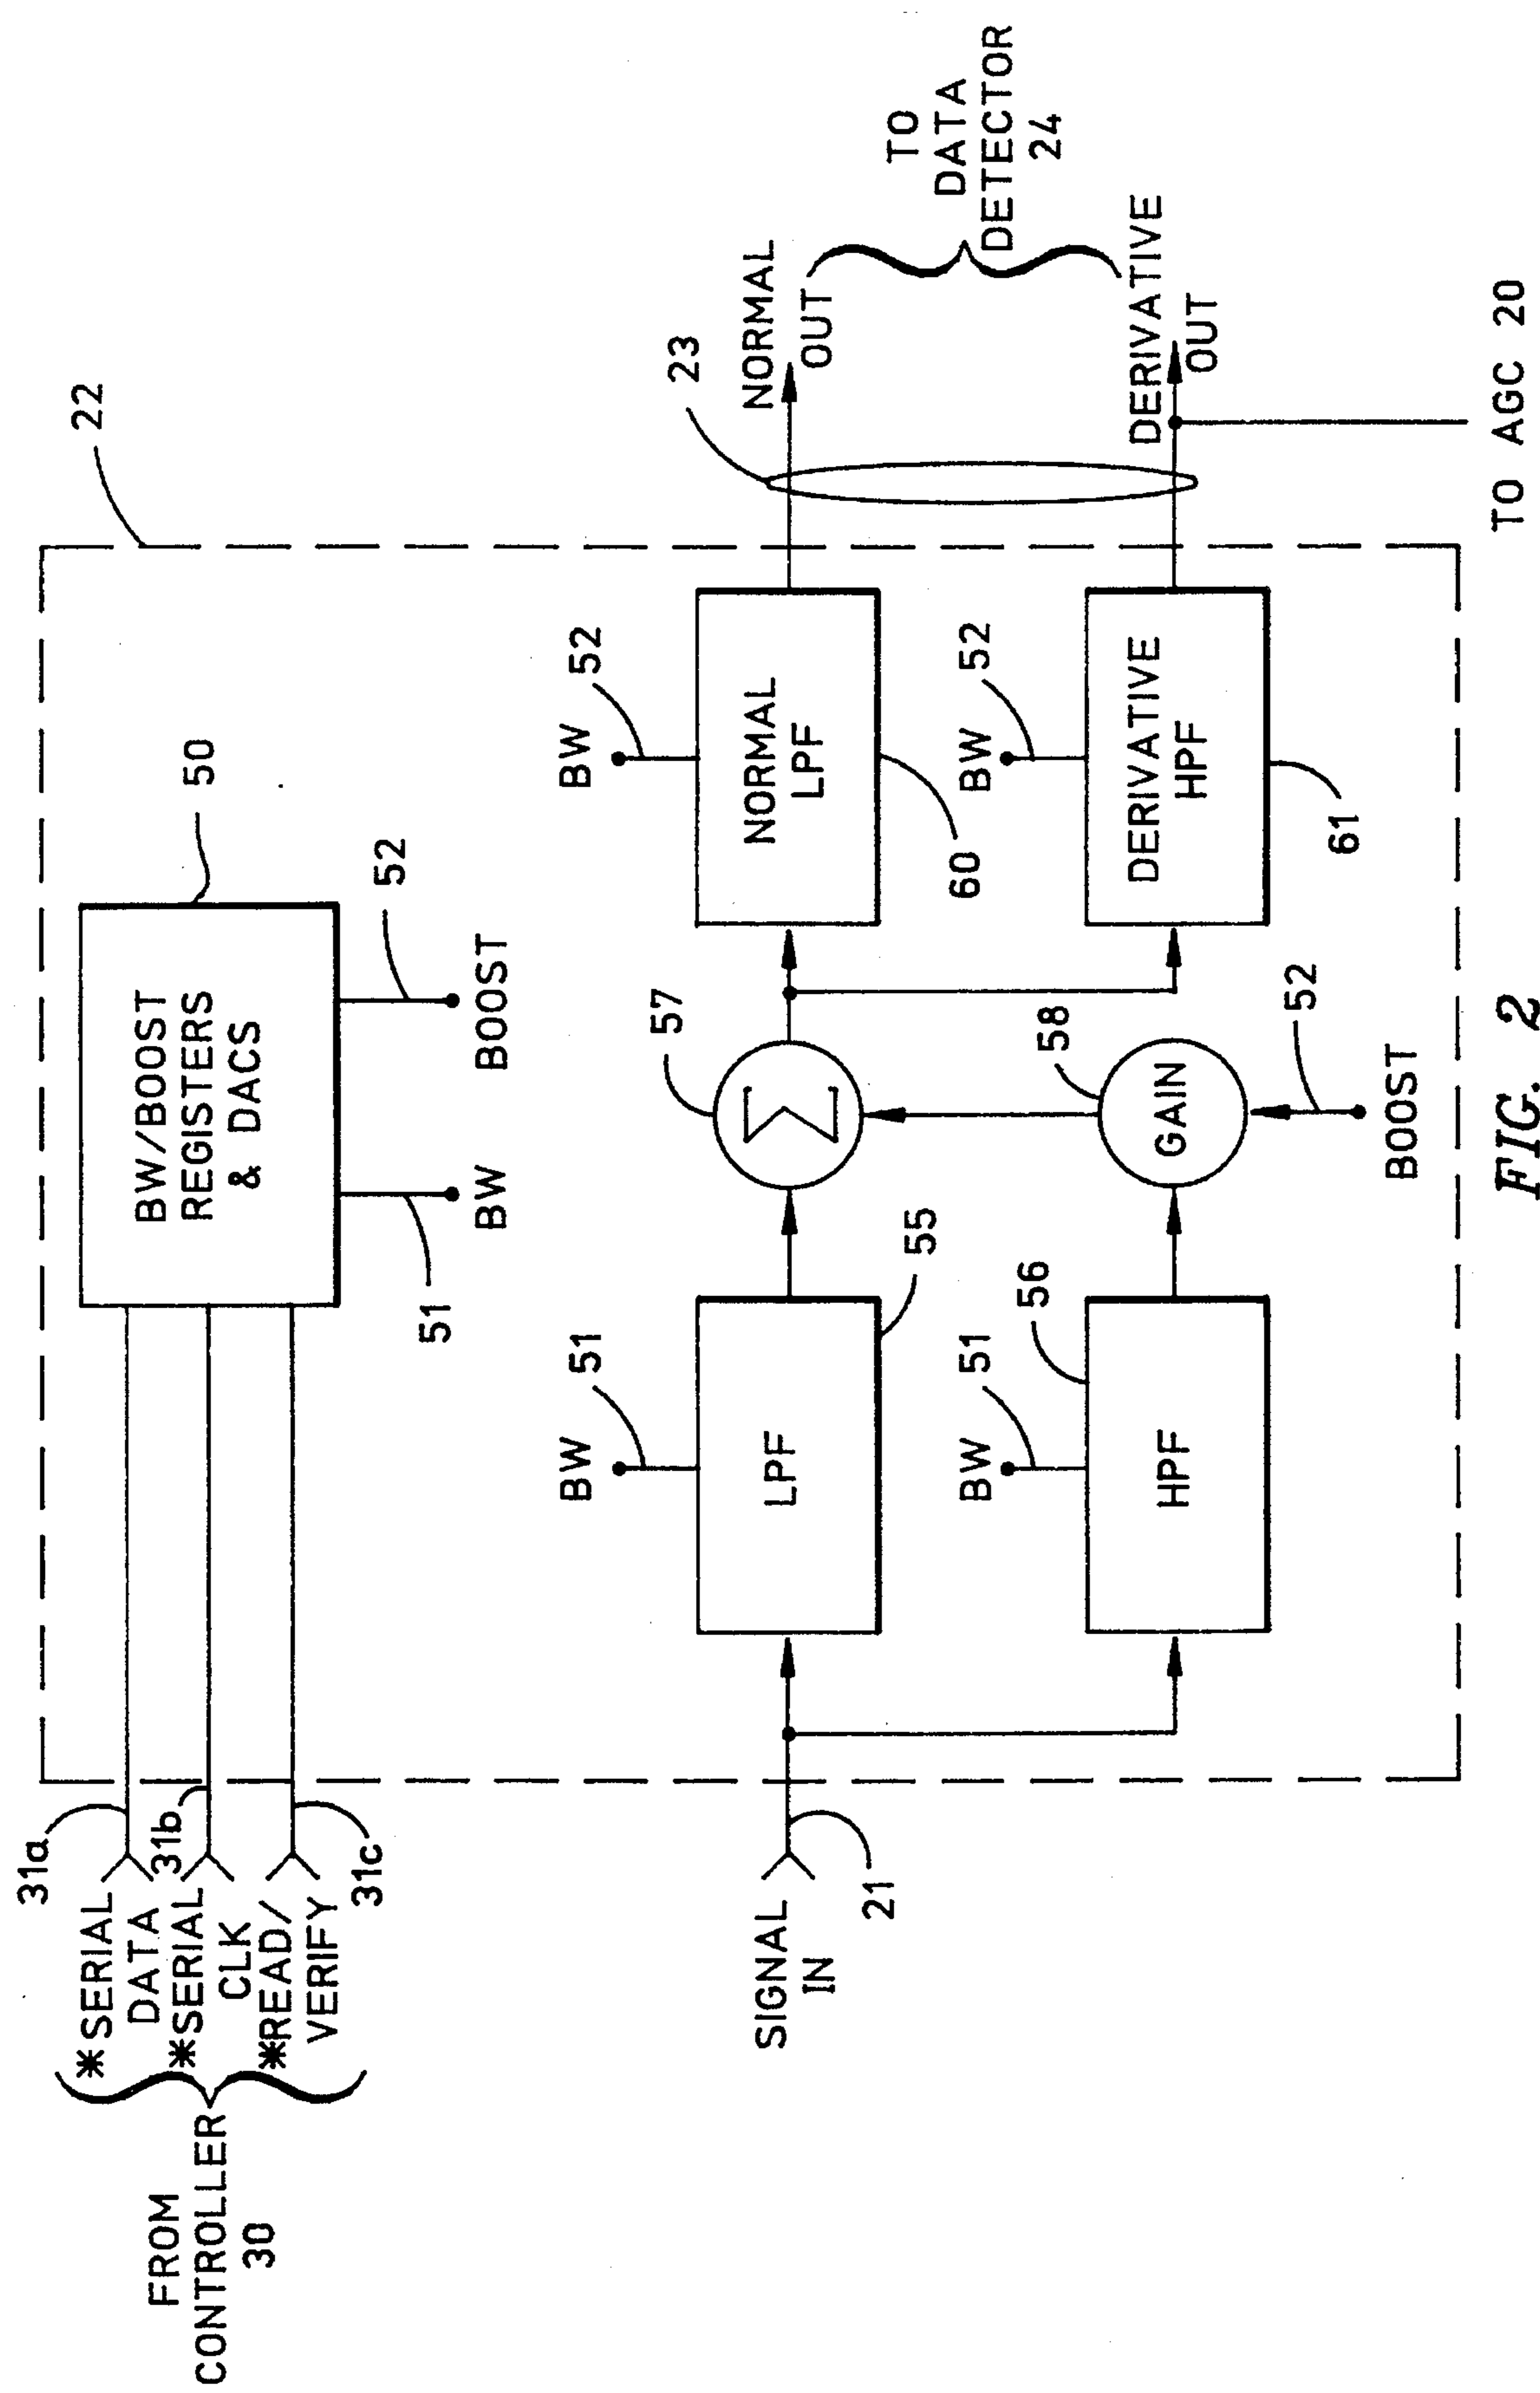 22
FROM
CONTROLLER
30
*SERIAL
DATA
*SERIAL
CLK
*READ/
VERIFY
31a
31b
31c
BW/BOOST
REGISTERS
& DACS
50
51
BW
52
BOOST
SIGNAL
IN
21
BW
51
LPF
55
BW
51
56
HPF
57
Σ
58
GAIN
52
BOOST
BW
52
NORMAL
LPF
60
BW
52
DERIVATIVE
HPF
61
23
NORMAL
OUT
DERIVATIVE
OUT
TO
DATA
DETECTOR
24
TO AGC 20
FIG. 2